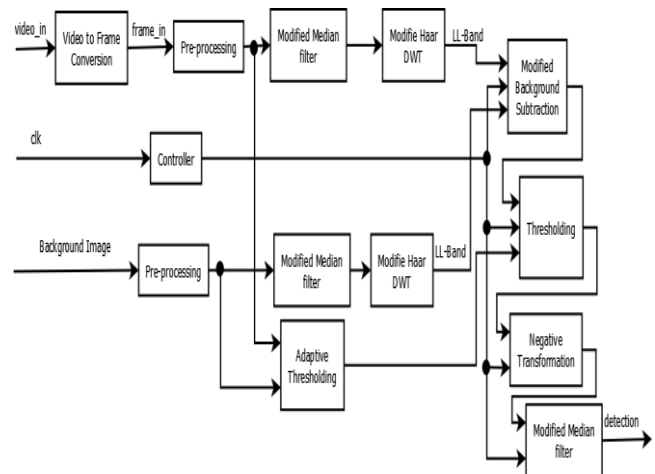 video_in
Video to Frame
Conversion
frame_in
Pre-processing
Modified Median
filter
Modifie Haar
DWT
LL-Band
Modified
Background
Subtraction
clk
Controller
Thresholding
Background Image
Pre-processing
Modified Median
filter
Modifie Haar
DWT
LL-Band
Adaptive
Thresholding
Negative
Transformation
Modified Median
filter
detection